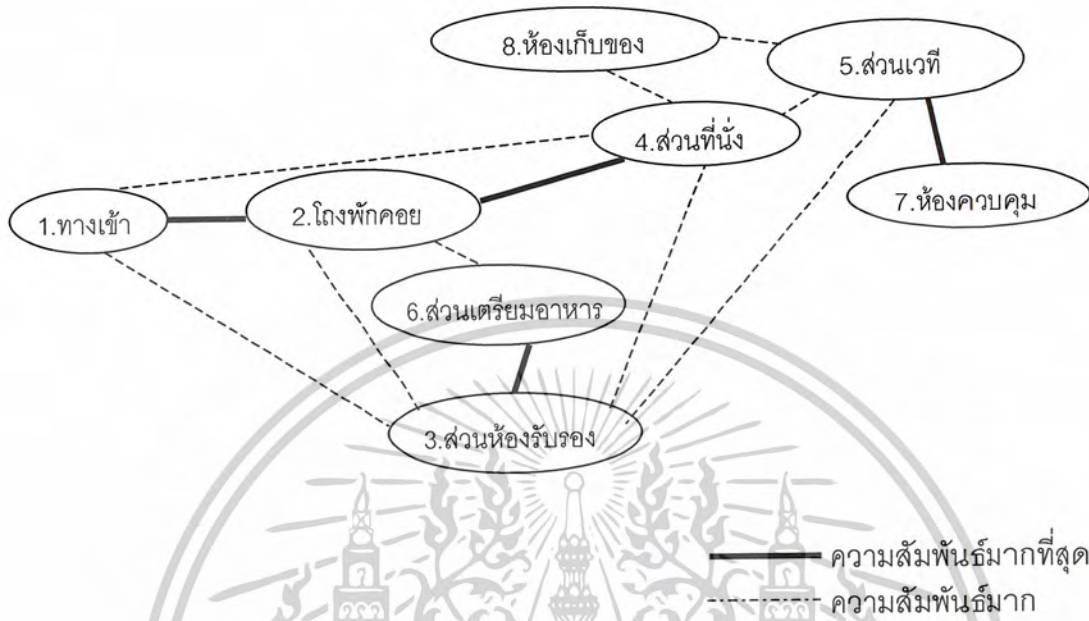 8.ห้องเก็บของ
5.ส่วนเวที
4.ส่วนที่นั่ง
7.ห้องควบคุม
1.ทางเข้า
2.โถงพักคอย
6.ส่วนเตรียมอาหาร
3.ส่วนห้องรับรอง
ความสัมพันธ์มากที่สุด
ความสัมพันธ์มาก